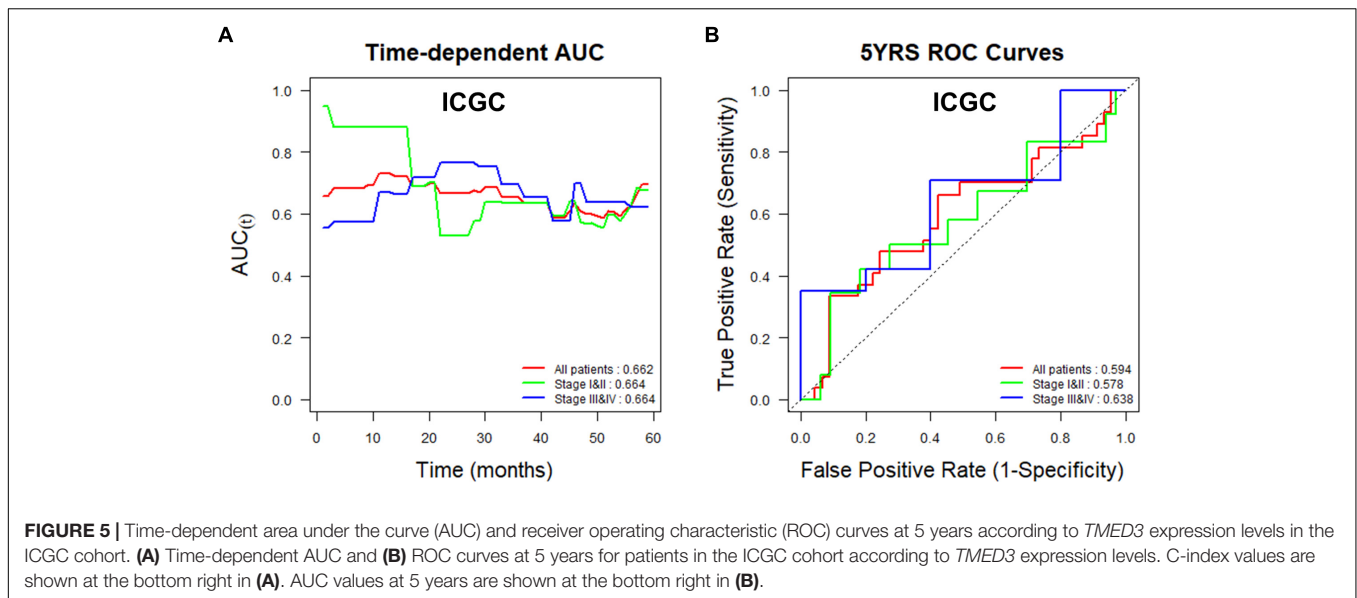 A
Time-dependent AUC
ICGC
AUC(t)
1.0
0.8
0.6
0.4
0.2
0.0
All patients : 0.662
Stage I&II : 0.664
Stage III&IV : 0.664
0 10 20 30 40 50 60
Time (months)
B
5YRS ROC Curves
ICGC
True Positive Rate (Sensitivity)
1.0
0.8
0.6
0.4
0.2
0.0
All patients : 0.594
Stage I&II : 0.578
Stage III&IV : 0.638
0.0 0.2 0.4 0.6 0.8 1.0
False Positive Rate (1-Specificity)
FIGURE 5 | Time-dependent area under the curve (AUC) and receiver operating characteristic (ROC) curves at 5 years according to TMED3 expression levels in the
ICGC cohort. (A) Time-dependent AUC and (B) ROC curves at 5 years for patients in the ICGC cohort according to TMED3 expression levels. C-index values are
shown at the bottom right in (A). AUC values at 5 years are shown at the bottom right in (B).